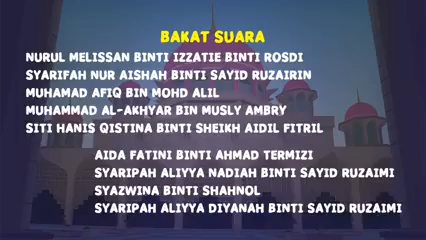 BAKAT SUARA
NURUL MELISSAN BINTI IZZATIE BINTI ROSDI
SYARIFAH NUR AISHAH BINTI SAYID RUZAIRIN
MUHAMAD AFIQ BIN MOHD ALIL
MUHAMMAD AL-AKHYAR BIN MUSLY AMBRY
SITI HANIS QISTINA BINTI SHEIKH AIDIL FITRIL
AIDA FATINI BINTI AHMAD TERMIZI
SYARIPAH ALIYYA NADIAH BINTI SAYID RUZAIMI
SYAZWINA BINTI SHAHNOL
SYARIPAH ALIYYA DIYANAH BINTI SAYID RUZAIMI